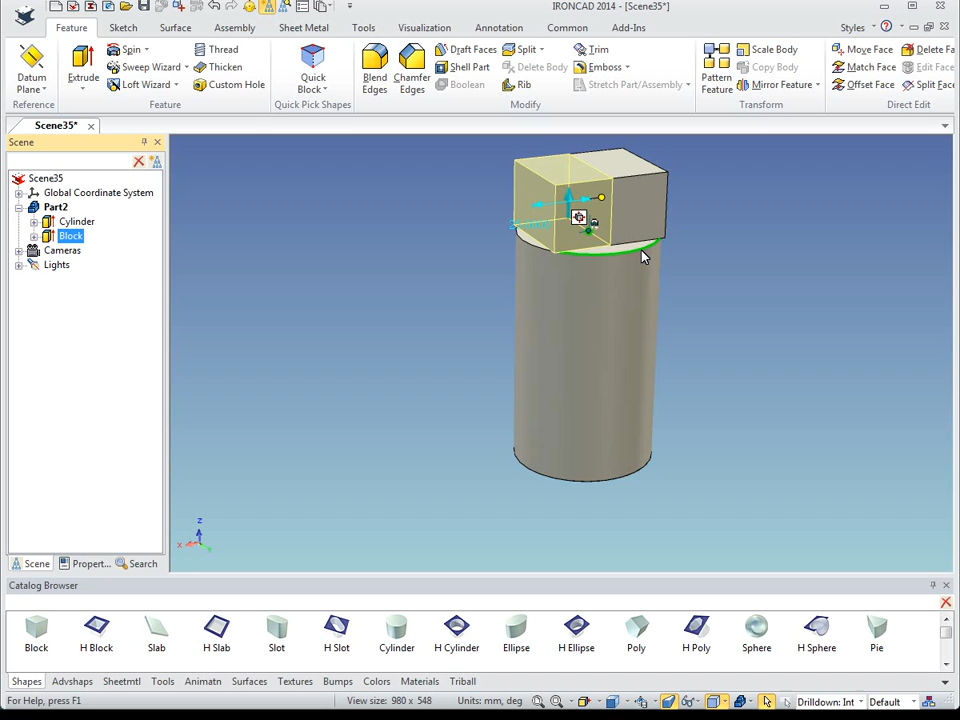 IRONCAD 2014 - [Scene35*]
Feature Sketch Surface Assembly Sheet Metal Tools Visualization Annotation Common Add-Ins Styles
Datum Plane
Reference
Extrude
Spin
Sweep Wizard
Loft Wizard
Thread
Thicken
Custom Hole
Feature
Quick Block
Quick Pick Shapes
Blend Edges
Chamfer Edges
Draft Faces
Shell Part
Boolean
Split
Delete Body
Rib
Trim
Emboss
Stretch Part/Assembly
Modify
Pattern Feature
Scale Body
Copy Body
Mirror Feature
Transform
Move Face
Match Face
Offset Face
Delete Fa
Edit Face
Split Face
Direct Edit
Scene35*
Scene
Scene35
Global Coordinate System
Part2
Cylinder
Block
Cameras
Lights
z
x
Y
Scene Propert... Search
Catalog Browser
Block H Block Slab H Slab Slot H Slot Cylinder H Cylinder Ellipse H Ellipse Poly H Poly Sphere H Sphere Pie
Shapes Advshaps Sheetmtl Tools Animatn Surfaces Textures Bumps Colors Materials Triball
For Help, press F1 View size: 980 x 548 Units: mm, deg Drilldown: Int Default